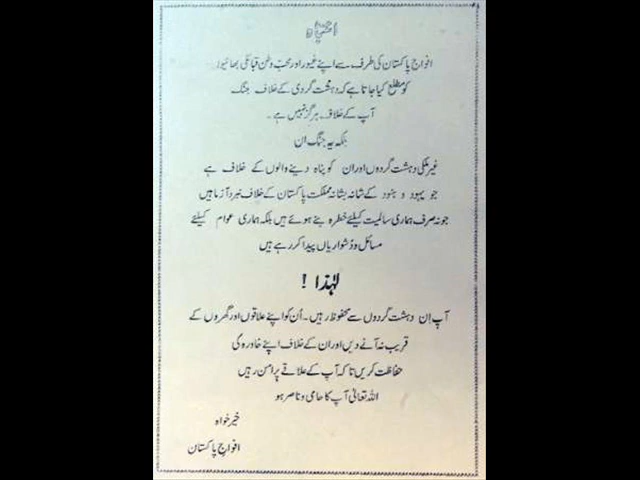 انتباہ
افواج پاکستان کی طرف سے اپنے غیور اور محب وطن قبائلی بھائیوں
کو مطلع کیا جاتا ہے کہ دہشت گردی کے خلاف جنگ
آپ کے خلاف ہرگز نہیں ہے۔
بلکہ یہ جنگ ان
غیر ملکی دہشت گردوں اور ان کو پناہ دینے والوں کے خلاف ہے
جو یہود و ہنود کے شانہ بشانہ مملکت پاکستان کے خلاف نبرد آزما ہیں
جو نہ صرف ہماری سالمیت کیلئے خطرہ بنے ہوئے ہیں بلکہ ہماری عوام کیلئے
مسائل و دشواریاں پیدا کر رہے ہیں
لہٰذا !
آپ اِن دہشت گردوں سے محفوظ رہیں۔ اُن کو اپنے علاقوں اور گھروں کے
قریب نہ آنے دیں اور ان کے خلاف اپنے خاورہ کی
حفاظت کریں تاکہ آپ کے علاقے پرامن رہیں
اللہ تعالیٰ آپ کا حامی و ناصر ہو
خیر خواہ
افواجِ پاکستان